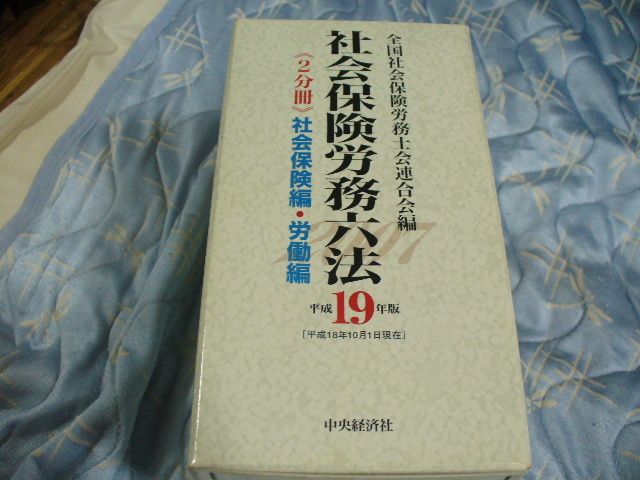 全国社会保険労務士会連合会編
社会保険労務六法
2007
《2分冊》社会保険編・労働編
平成19年版
[平成18年10月1日現在]
中央経済社